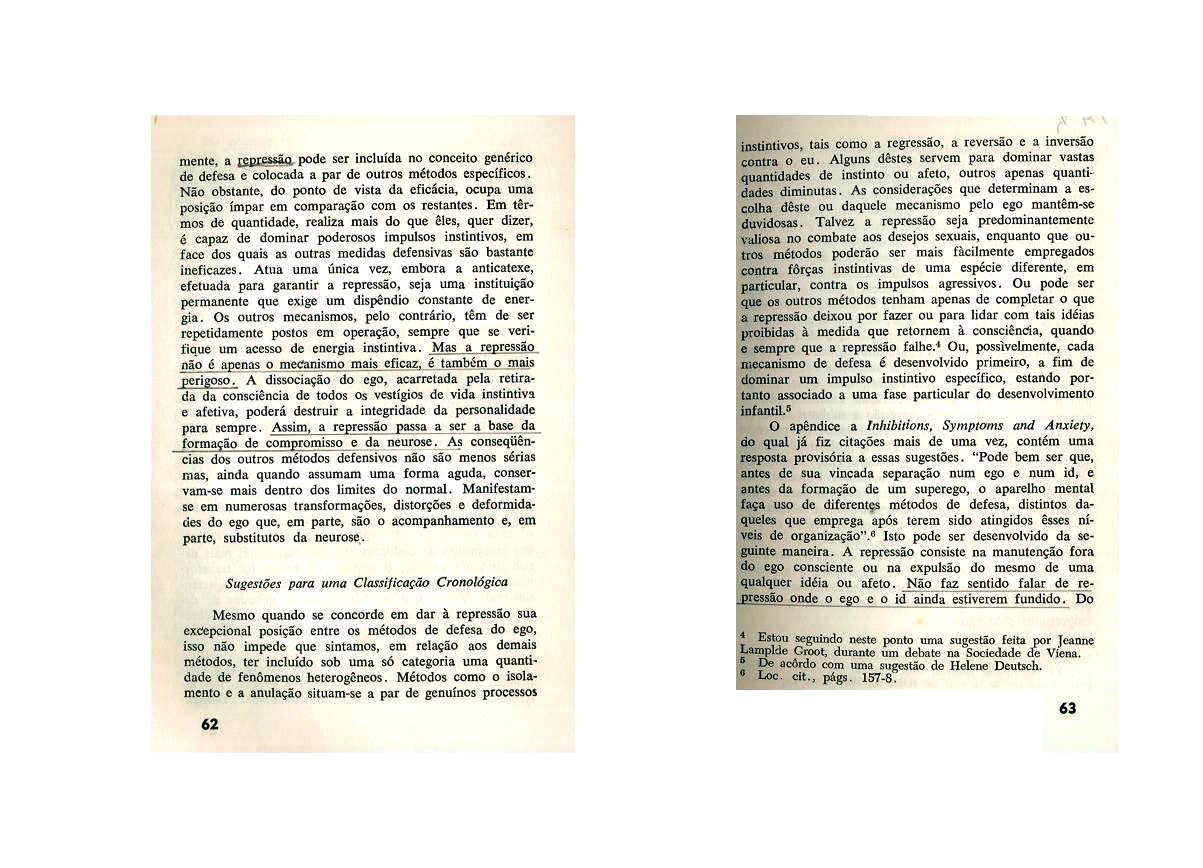 mente, a repressão pode ser incluída no conceito genérico
de defesa e colocada a par de outros métodos específicos.
Não obstante, do ponto de vista da eficácia, ocupa uma
posição ímpar em comparação com os restantes. Em têr-
mos de quantidade, realiza mais do que êles, quer dizer,
é capaz de dominar poderosos impulsos instintivos, em
face dos quais as outras medidas defensivas são bastante
ineficazes. Atua uma única vez, embora a anticatexe,
efetuada para garantir a repressão, seja uma instituição
permanente que exige um dispêndio constante de ener-
gia. Os outros mecanismos, pelo contrário, têm de ser
repetidamente postos em operação, sempre que se veri-
fique um acesso de energia instintiva. Mas a repressão
não é apenas o mecanismo mais eficaz, é também o mais
perigoso. A dissociação do ego, acarretada pela retira-
da da consciência de todos os vestígios de vida instintiva
e afetiva, poderá destruir a integridade da personalidade
para sempre. Assim, a repressão passa a ser a base da
formação de compromisso e da neurose. As conseqüên-
cias dos outros métodos defensivos não são menos sérias
mas, ainda quando assumam uma forma aguda, conser-
vam-se mais dentro dos limites do normal. Manifestam-
se em numerosas transformações, distorções e deformida-
des do ego que, em parte, são o acompanhamento e, em
parte, substitutos da neurose.
Sugestões para uma Classificação Cronológica
Mesmo quando se concorde em dar à repressão sua
excepcional posição entre os métodos de defesa do ego,
isso não impede que sintamos, em relação aos demais
métodos, ter incluído sob uma só categoria uma quanti-
dade de fenômenos heterogêneos. Métodos como o isola-
mento e a anulação situam-se a par de genuínos processos
62
instintivos, tais como a regressão, a reversão e a inversão
contra o eu. Alguns dêstes servem para dominar vastas
quantidades de instinto ou afeto, outros apenas quanti-
dades diminutas. As considerações que determinam a es-
colha dêste ou daquele mecanismo pelo ego mantêm-se
duvidosas. Talvez a repressão seja predominantemente
valiosa no combate aos desejos sexuais, enquanto que ou-
tros métodos poderão ser mais fàcilmente empregados
contra fôrças instintivas de uma espécie diferente, em
particular, contra os impulsos agressivos. Ou pode ser
que os outros métodos tenham apenas de completar o que
a repressão deixou por fazer ou para lidar com tais idéias
proibidas à medida que retornem à consciência, quando
e sempre que a repressão falhe.⁴ Ou, possìvelmente, cada
mecanismo de defesa é desenvolvido primeiro, a fim de
dominar um impulso instintivo específico, estando por-
tanto associado a uma fase particular do desenvolvimento
infantil.⁵
O apêndice a Inhibitions, Symptoms and Anxiety,
do qual já fiz citações mais de uma vez, contém uma
resposta provisória a essas sugestões. "Pode bem ser que,
antes de sua vincada separação num ego e num id, e
antes da formação de um superego, o aparelho mental
faça uso de diferentes métodos de defesa, distintos da-
queles que emprega após terem sido atingidos êsses ní-
veis de organização".⁶ Isto pode ser desenvolvido da se-
guinte maneira. A repressão consiste na manutenção fora
do ego consciente ou na expulsão do mesmo de uma
qualquer idéia ou afeto. Não faz sentido falar de re-
pressão onde o ego e o id ainda estiverem fundido. Do
⁴ Estou seguindo neste ponto uma sugestão feita por Jeanne
Lamplde Groot, durante um debate na Sociedade de Viena.
⁵ De acôrdo com uma sugestão de Helene Deutsch.
⁶ Loc. cit., págs. 157-8.
63